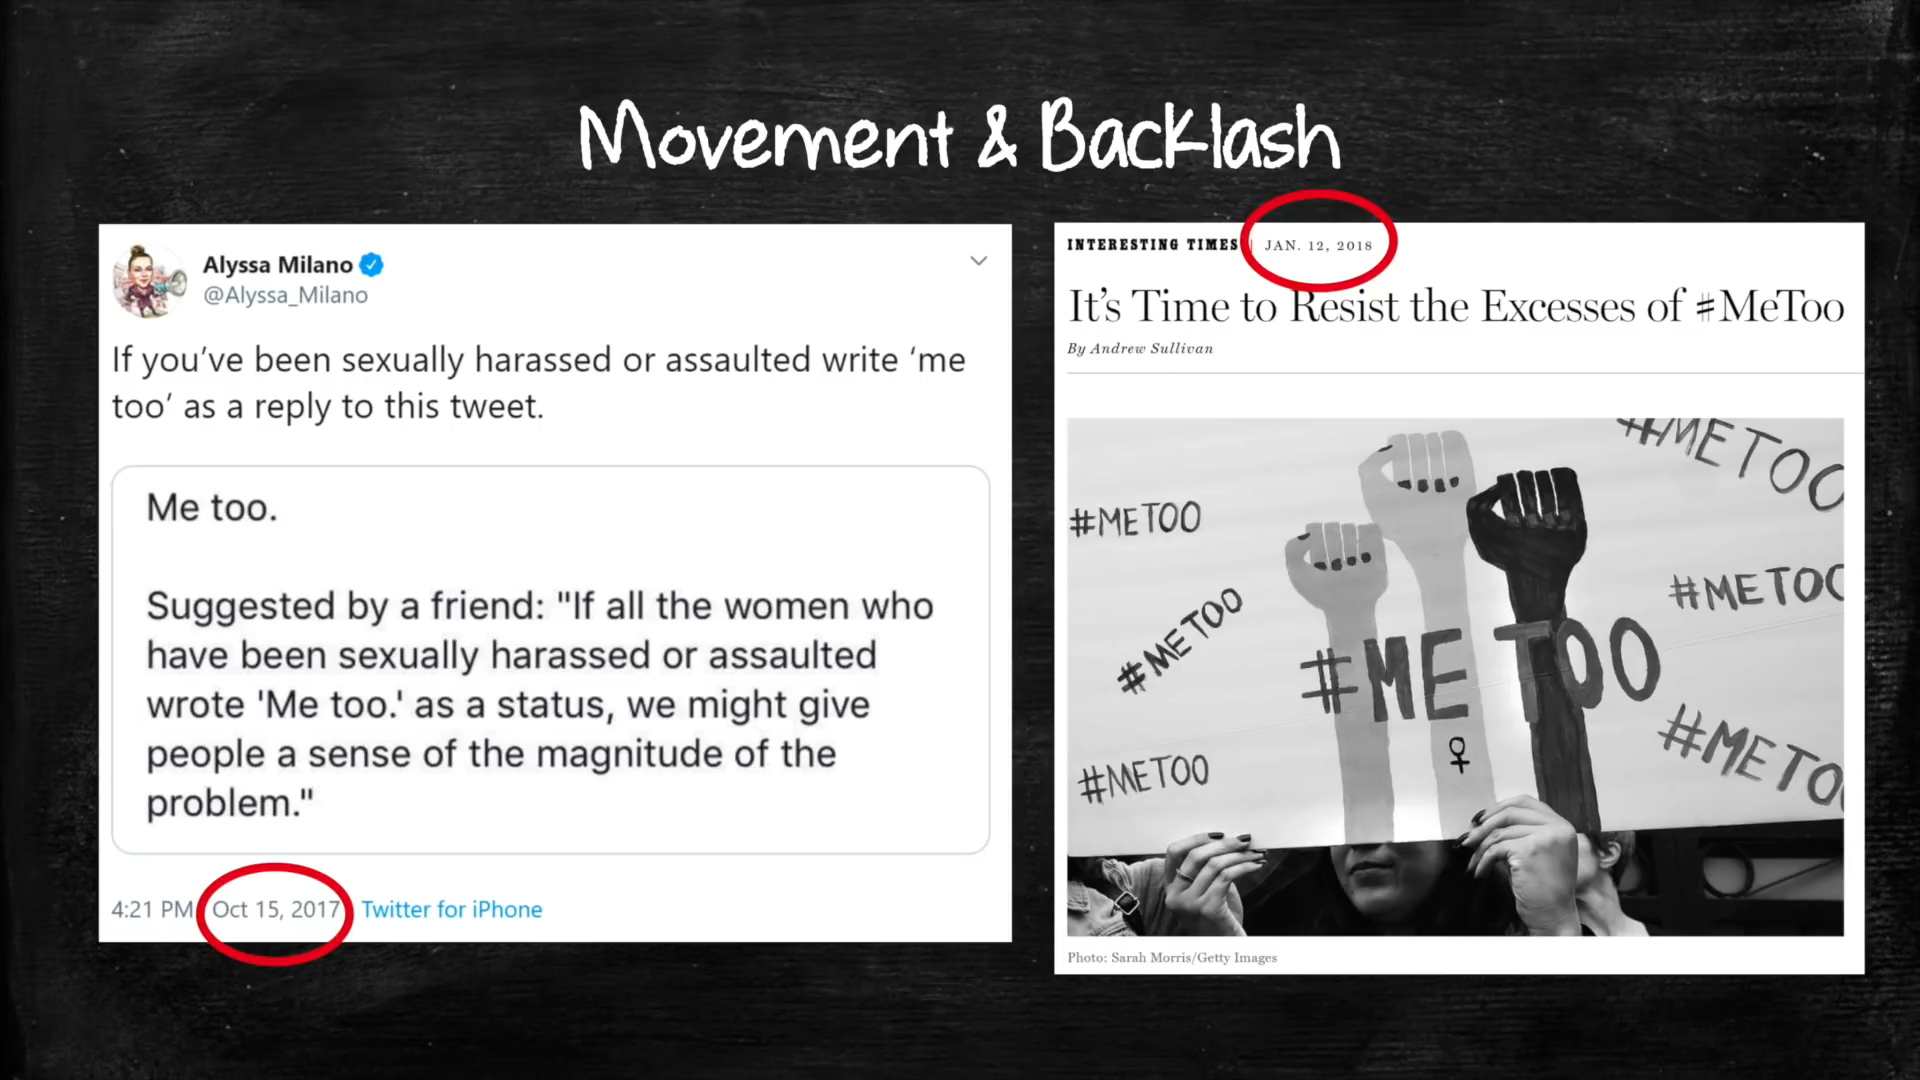 Movement & Backlash
Alyssa Milano
@Alyssa_Milano
If you've been sexually harassed or assaulted write 'me
too' as a reply to this tweet.
Me too.
Suggested by a friend: "If all the women who
have been sexually harassed or assaulted
wrote 'Me too.' as a status, we might give
people a sense of the magnitude of the
problem."
4:21 PM Oct 15, 2017 Twitter for iPhone
INTERESTING TIMES | JAN. 12, 2018
It's Time to Resist the Excesses of #MeToo
By Andrew Sullivan
#METOO
#METOO
#METOO
#METOO
#METOO
#METOO
#METO
Photo: Sarah Morris/Getty Images